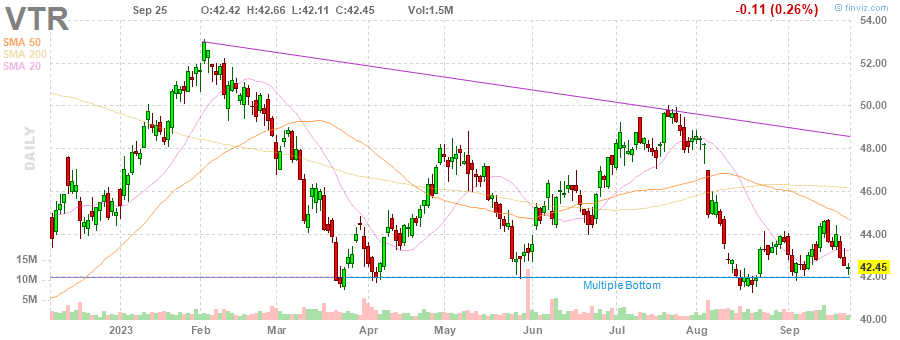 VTR Sep 25 O:42.42 H:42.66 L:42.11 C:42.45 Vol:1.5M -0.11 (0.26%) © finviz.com
SMA 50
SMA 200
SMA 20
DAILY
54.00
52.00
50.00
48.00
46.00
44.00
42.45
42.00
40.00
15M
10M
5M
Multiple Bottom
2023 Feb Mar Apr May Jun Jul Aug Sep